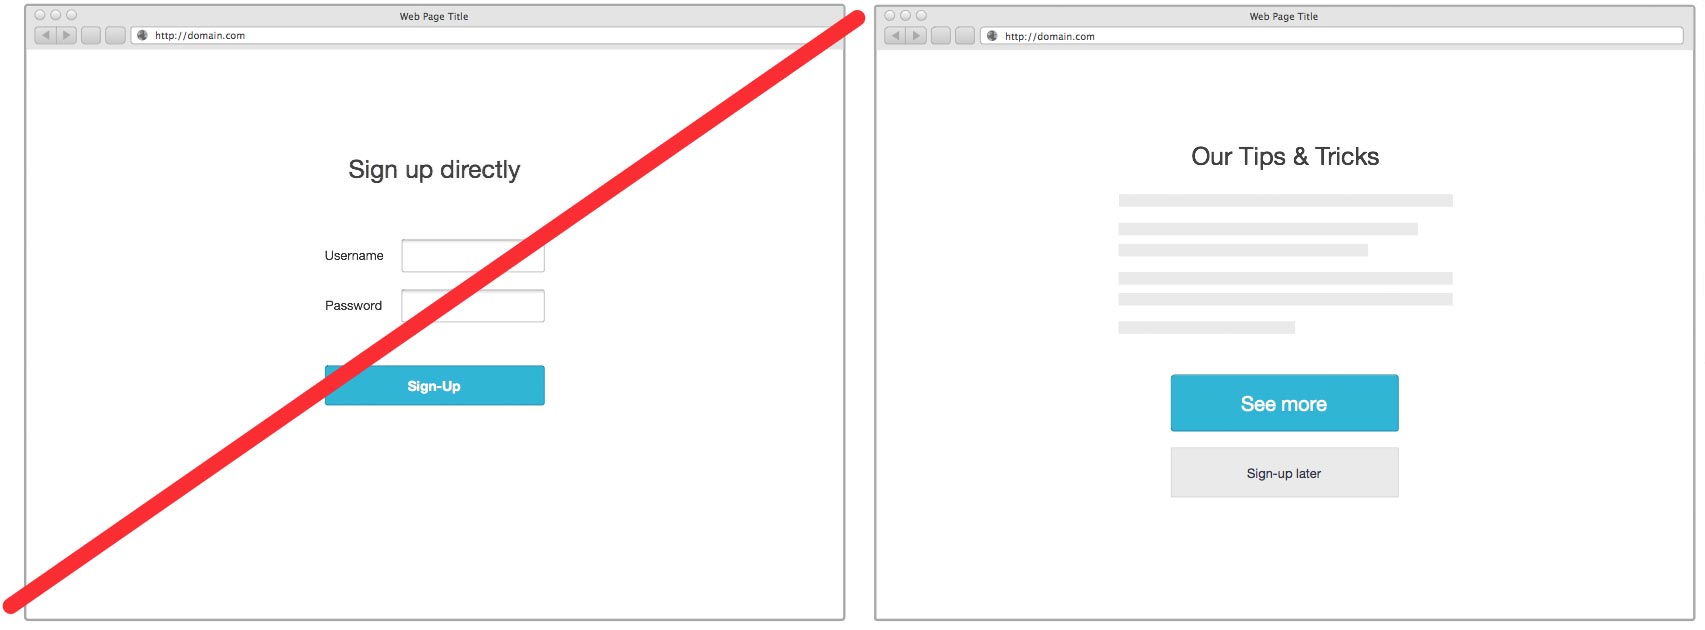 Web Page Title
http://domain.com
Sign up directly
Username
Password
Sign-Up
Web Page Title
http://domain.com
Our Tips & Tricks
See more
Sign-up later